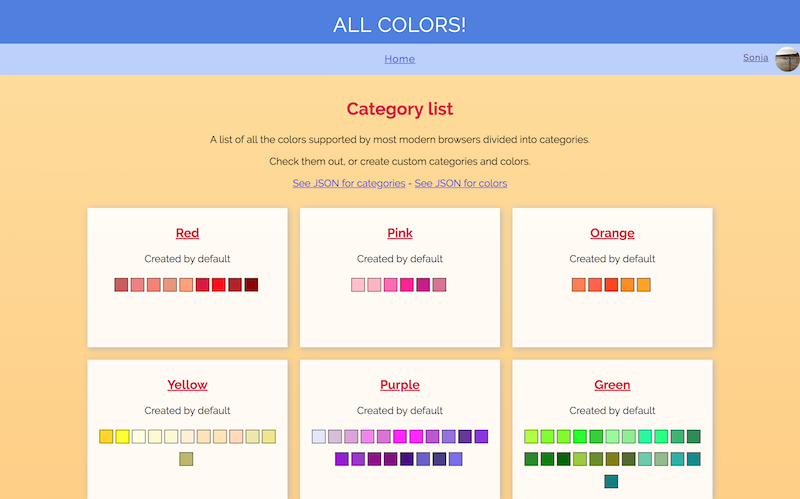 ALL COLORS!
Home
Sonia
Category list
A list of all the colors supported by most modern browsers divided into categories.
Check them out, or create custom categories and colors.
See JSON for categories - See JSON for colors
Red
Created by default
Pink
Created by default
Orange
Created by default
Yellow
Created by default
Purple
Created by default
Green
Created by default